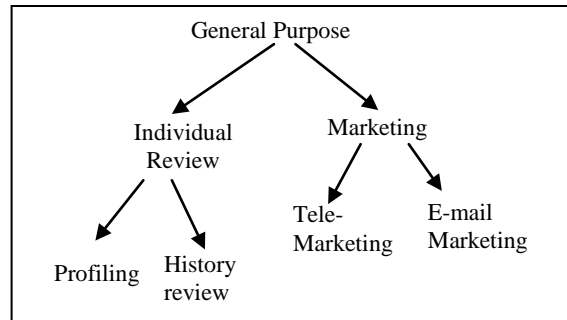 General Purpose
Individual
Review
Marketing
Tele-
Marketing
E-mail
Marketing
Profiling
History
review